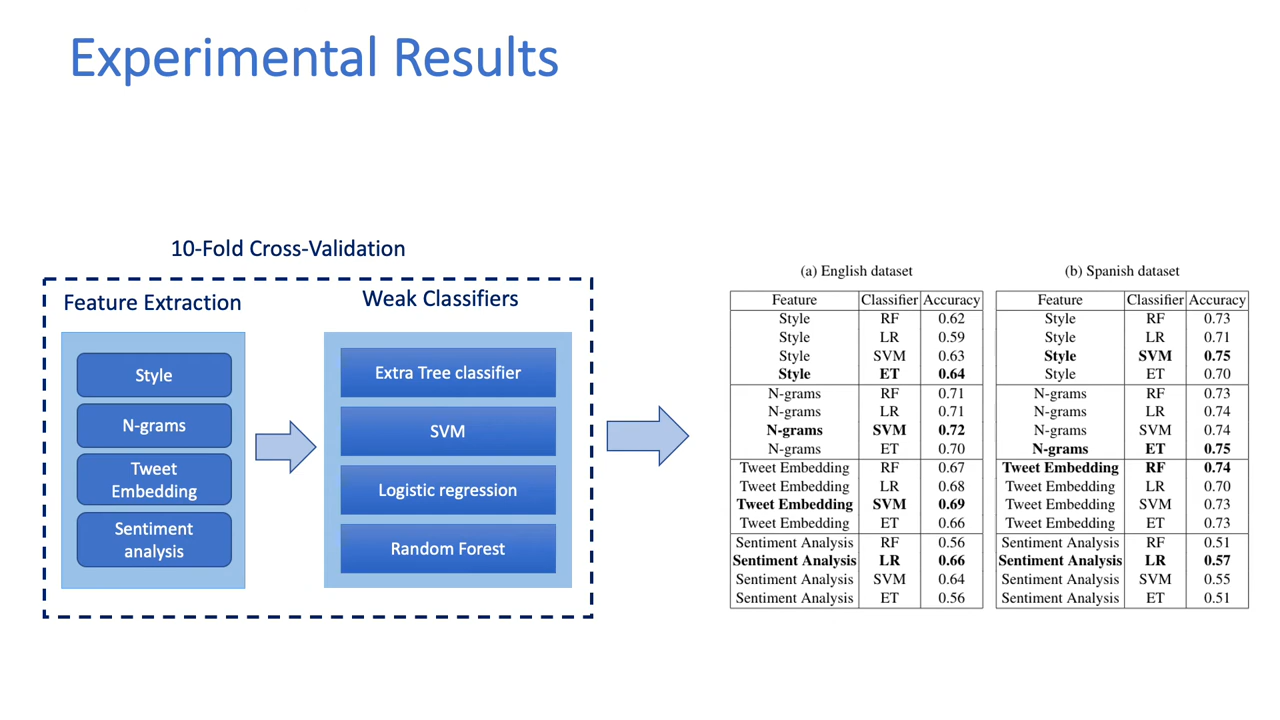 Experimental Results
10-Fold Cross-Validation
Feature Extraction
Style
N-grams
Tweet
Embedding
Sentiment
analysis
Weak Classifiers
Extra Tree classifier
SVM
Logistic regression
Random Forest
(a) English dataset
Feature Classifier Accuracy
Style RF 0.62
Style LR 0.59
Style SVM 0.63
Style ET 0.64
N-grams RF 0.71
N-grams LR 0.71
N-grams SVM 0.72
N-grams ET 0.70
Tweet Embedding RF 0.67
Tweet Embedding LR 0.68
Tweet Embedding SVM 0.69
Tweet Embedding ET 0.66
Sentiment Analysis RF 0.56
Sentiment Analysis LR 0.66
Sentiment Analysis SVM 0.64
Sentiment Analysis ET 0.56
(b) Spanish dataset
Feature Classifier Accuracy
Style RF 0.73
Style LR 0.71
Style SVM 0.75
Style ET 0.70
N-grams RF 0.73
N-grams LR 0.74
N-grams SVM 0.74
N-grams ET 0.75
Tweet Embedding RF 0.74
Tweet Embedding LR 0.70
Tweet Embedding SVM 0.73
Tweet Embedding ET 0.73
Sentiment Analysis RF 0.51
Sentiment Analysis LR 0.57
Sentiment Analysis SVM 0.55
Sentiment Analysis ET 0.51